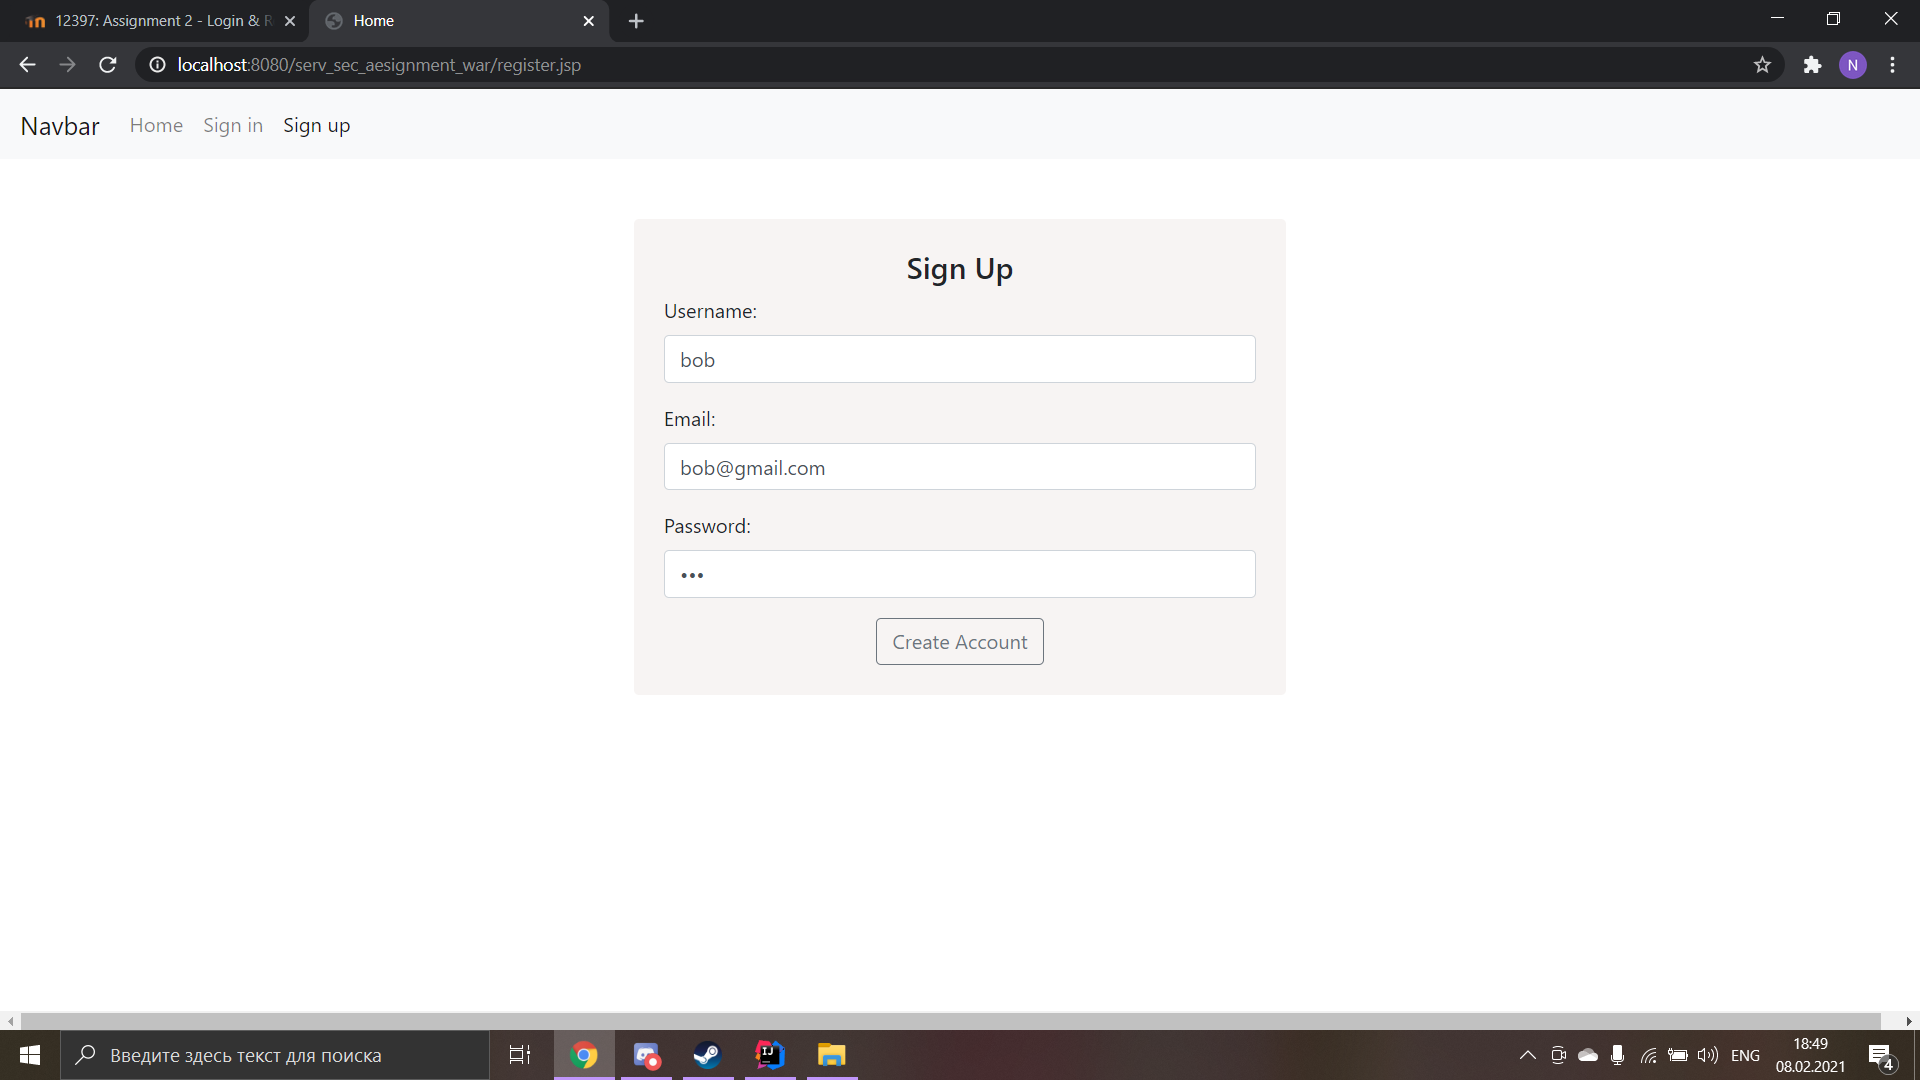 12397: Assignment 2 - Login & R
Home
localhost:8080/serv_sec_aesignment_war/register.jsp
N
Navbar Home Sign in Sign up
Sign Up
Username:
bob
Email:
bob@gmail.com
Password:
•••
Create Account
Введите здесь текст для поиска
IJ
ENG
18:49
08.02.2021
4